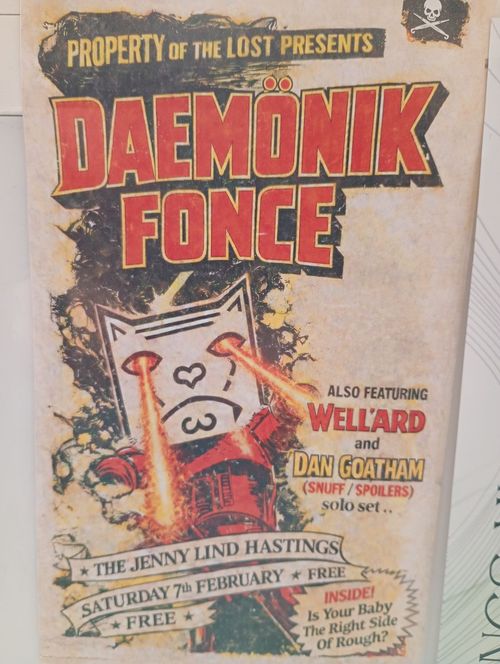 PROPERTY OF THE LOST PRESENTS
DAEMÖNIK
FONCE
ALSO FEATURING
WELL'ARD
and
DAN GOATHAM
(SNUFF / SPOILERS)
solo set..
★ THE JENNY LIND HASTINGS
SATURDAY 7th FEBRUARY ★ FREE
★ FREE ★
INSIDE!
Is Your Baby
The Right Side
Of Rough?